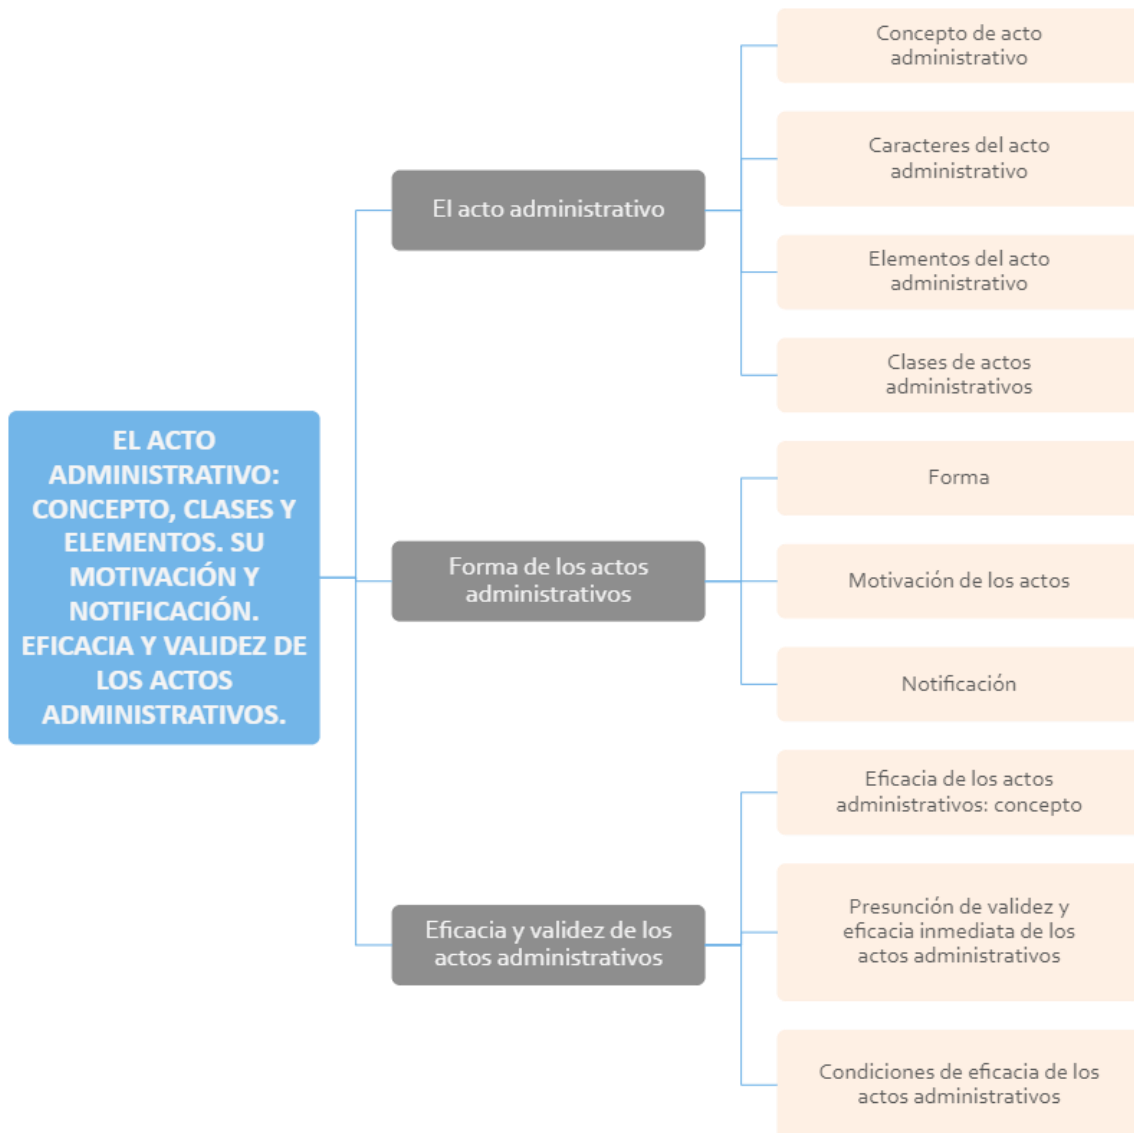 EL ACTO
ADMINISTRATIVO:
CONCEPTO, CLASES Y
ELEMENTOS. SU
MOTIVACIÓN Y
NOTIFICACIÓN.
EFICACIA Y VALIDEZ DE
LOS ACTOS
ADMINISTRATIVOS.
El acto administrativo
Concepto de acto
administrativo
Caracteres del acto
administrativo
Elementos del acto
administrativo
Clases de actos
administrativos
Forma de los actos
administrativos
Forma
Motivación de los actos
Notificación
Eficacia y validez de los
actos administrativos
Eficacia de los actos
administrativos: concepto
Presunción de validez y
eficacia inmediata de los
actos administrativos
Condiciones de eficacia de los
actos administrativos